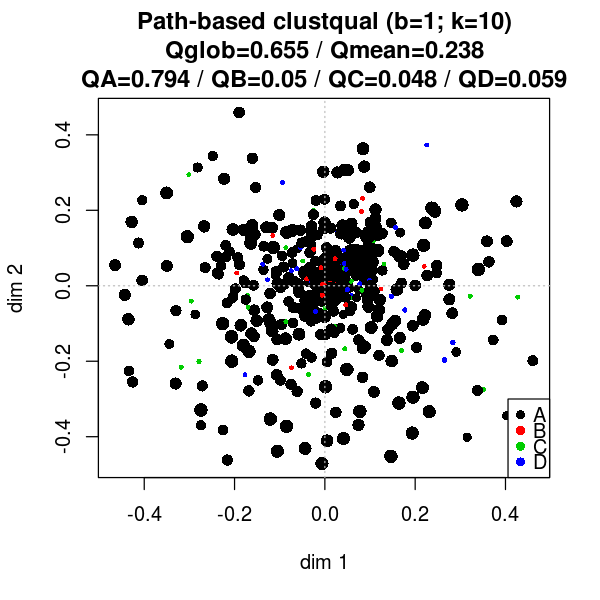 Path-based clustqual (b=1; k=10)
Qglob=0.655 / Qmean=0.238
QA=0.794 / QB=0.05 / QC=0.048 / QD=0.059
0.4
0.2
0.0
-0.2
-0.4
dim 2
A
B
C
D
-0.4 -0.2 0.0 0.2 0.4
dim 1